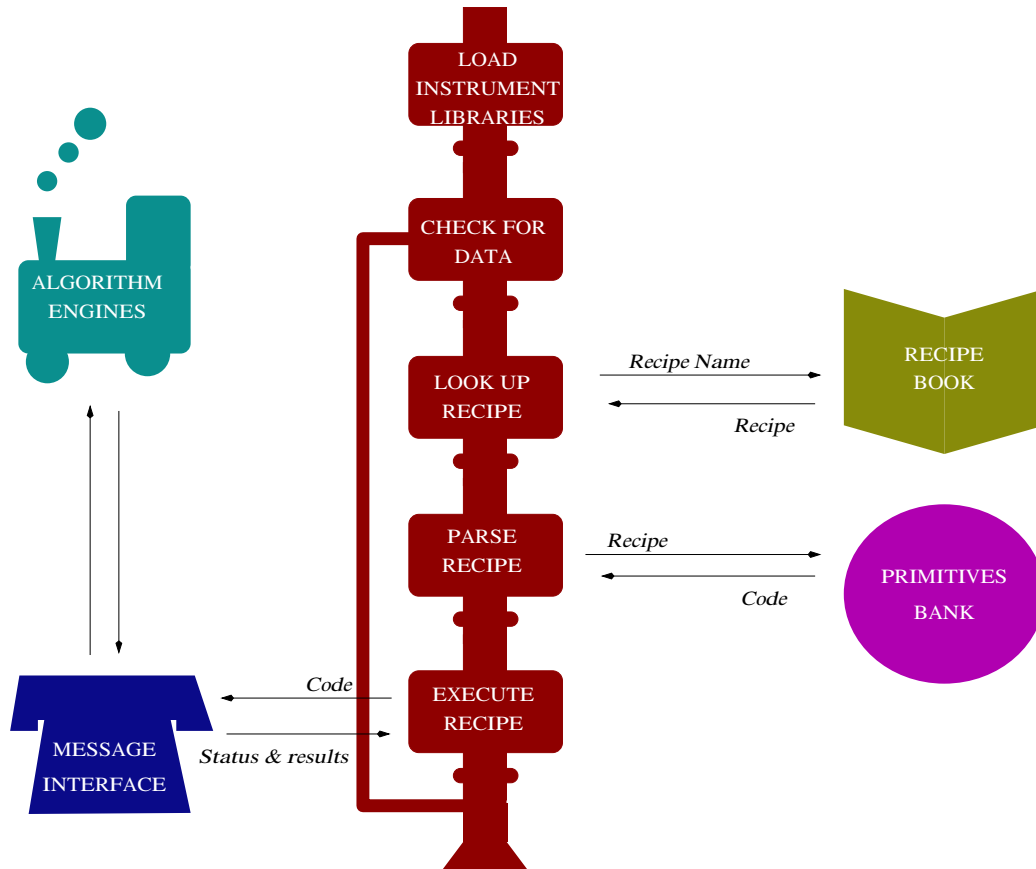 LOAD
INSTRUMENT
LIBRARIES
CHECK FOR
DATA
ALGORITHM
ENGINES
LOOK UP
RECIPE
Recipe Name
Recipe
RECIPE
BOOK
PARSE
RECIPE
Recipe
Code
PRIMITIVES
BANK
EXECUTE
RECIPE
Code
Status & results
MESSAGE
INTERFACE